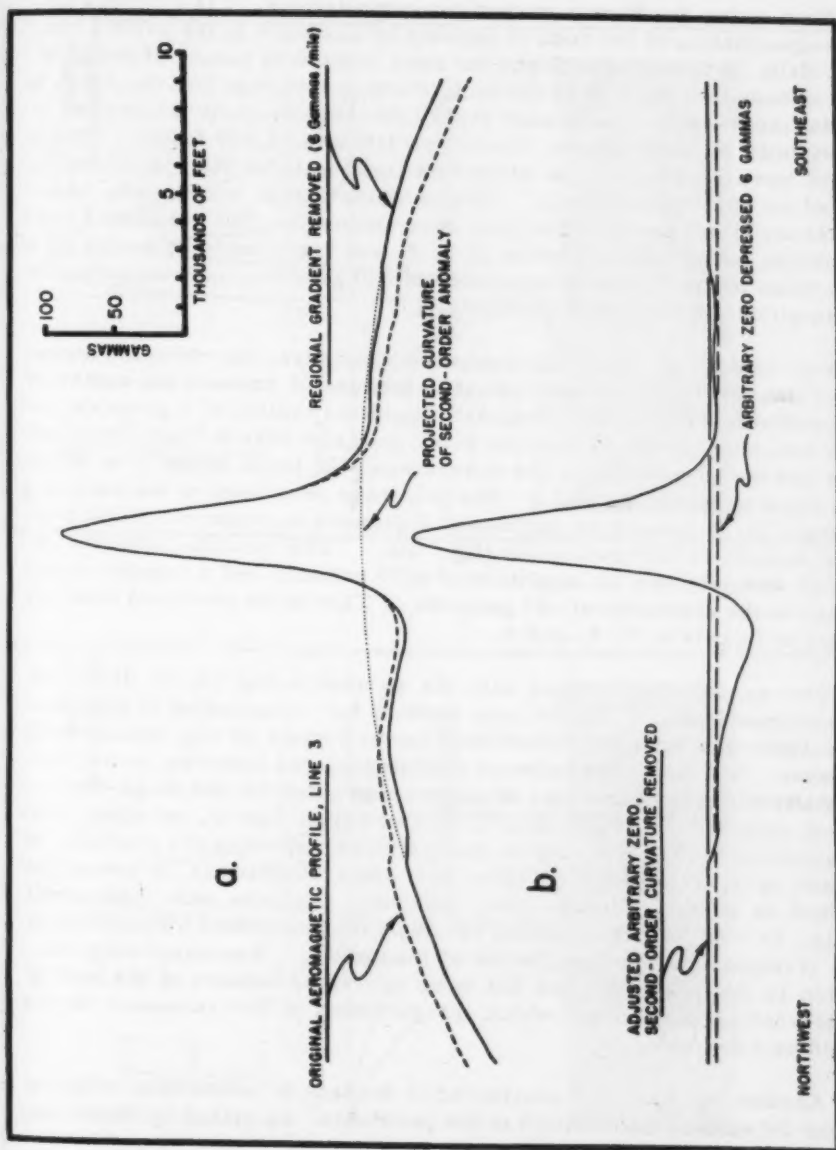 100
50
GAMMAS
5
10
THOUSANDS OF FEET
ORIGINAL AEROMAGNETIC PROFILE, LINE 3
REGIONAL GRADIENT REMOVED (6 Gammas/mile)
a.
PROJECTED CURVATURE
OF SECOND-ORDER ANOMALY
b.
ADJUSTED ARBITRARY ZERO,
SECOND-ORDER CURVATURE REMOVED
ARBITRARY ZERO DEPRESSED 6 GAMMAS
NORTHWEST
SOUTHEAST